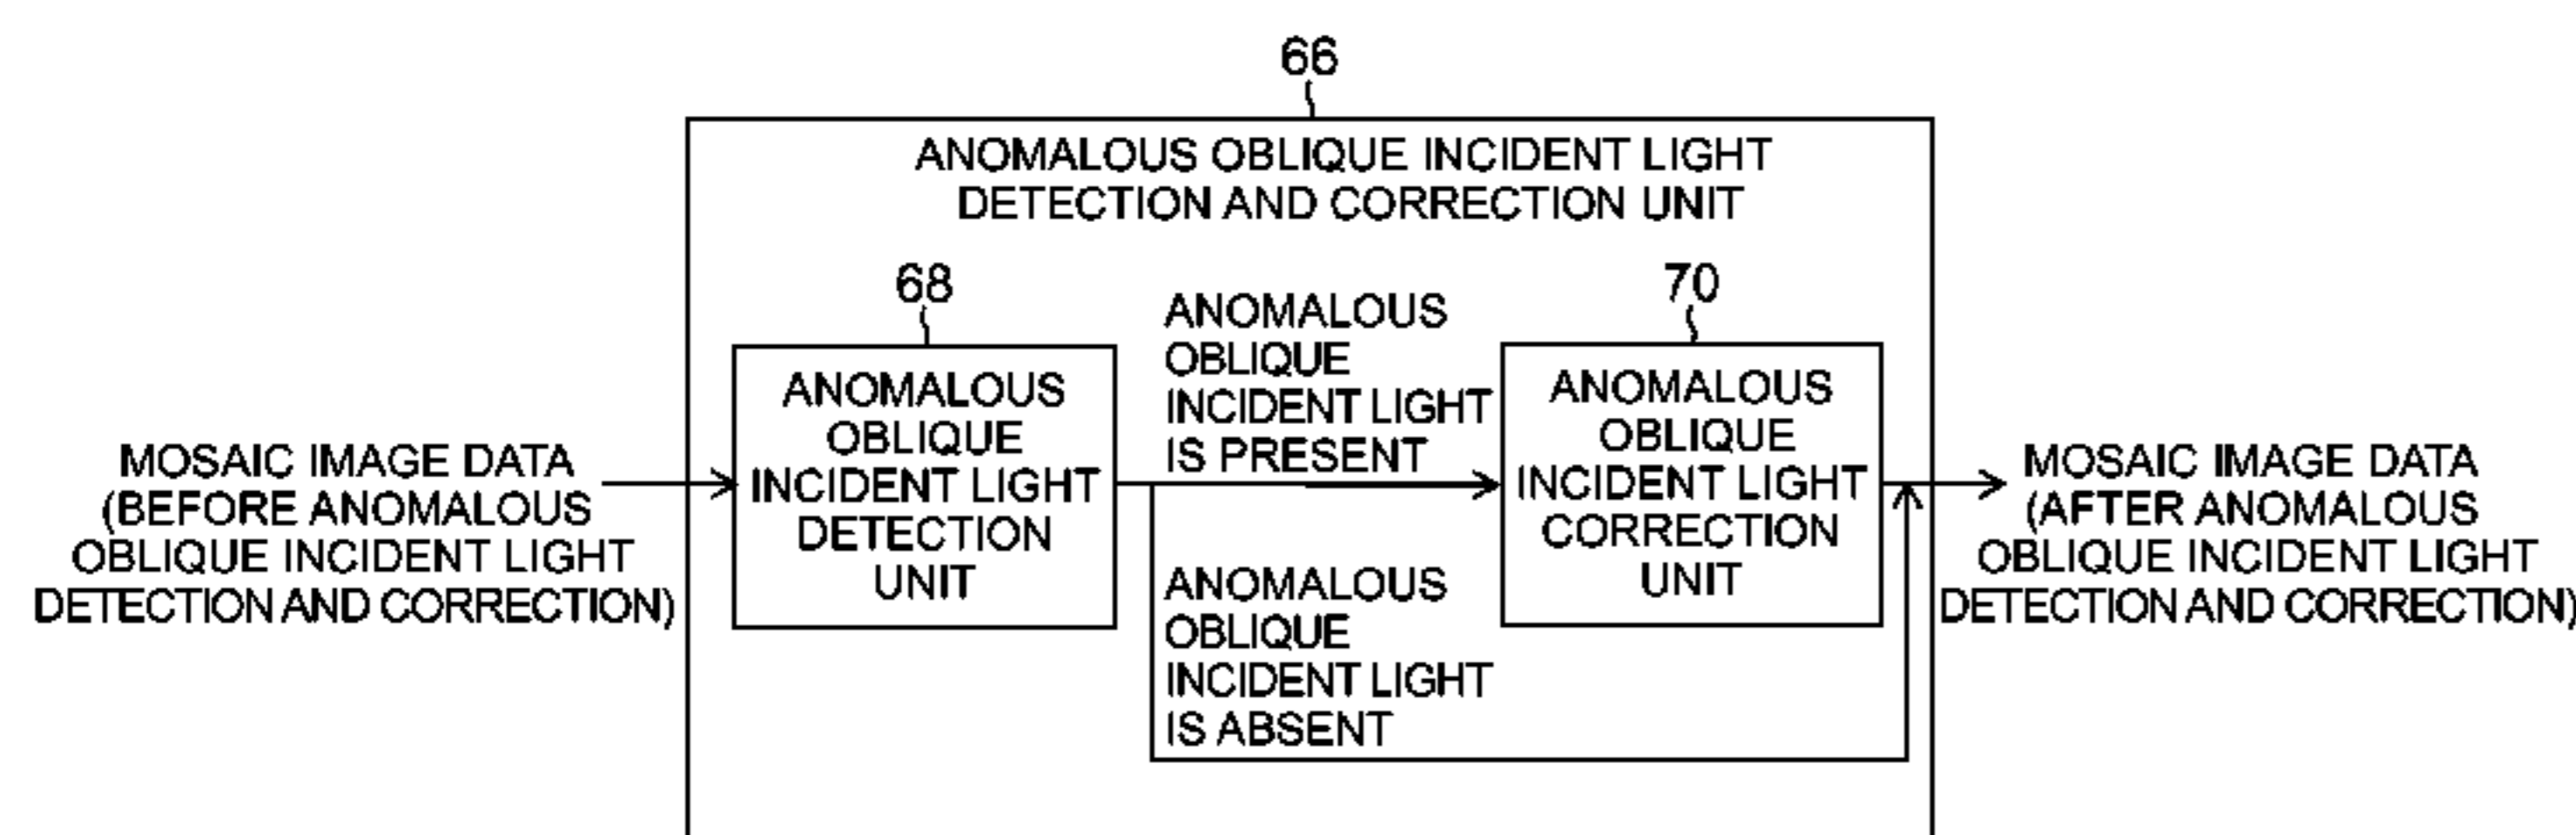 66
ANOMALOUS OBLIQUE INCIDENT LIGHT
DETECTION AND CORRECTION UNIT
MOSAIC IMAGE DATA
(BEFORE ANOMALOUS
OBLIQUE INCIDENT LIGHT
DETECTION AND CORRECTION)
68
ANOMALOUS
OBLIQUE
INCIDENT LIGHT
DETECTION
UNIT
ANOMALOUS
OBLIQUE
INCIDENT LIGHT
IS PRESENT
ANOMALOUS
OBLIQUE
INCIDENT LIGHT
IS ABSENT
70
ANOMALOUS
OBLIQUE
INCIDENT LIGHT
CORRECTION
UNIT
MOSAIC IMAGE DATA
(AFTER ANOMALOUS
OBLIQUE INCIDENT LIGHT
DETECTION AND CORRECTION)